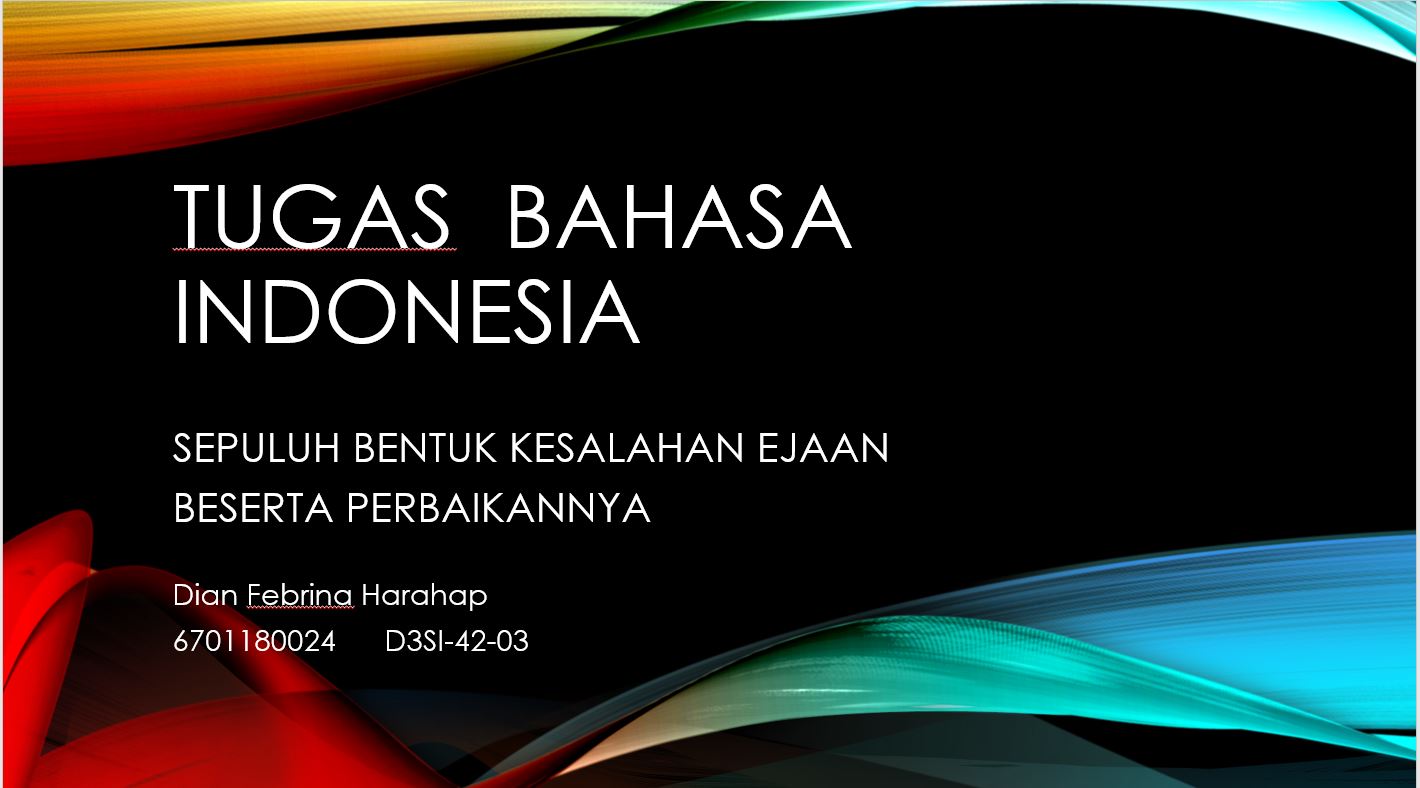 TUGAS  BAHASA
INDONESIA
SEPULUH BENTUK KESALAHAN EJAAN
BESERTA PERBAIKANNYA
Dian Febrina Harahap
6701180024     D3SI-42-03